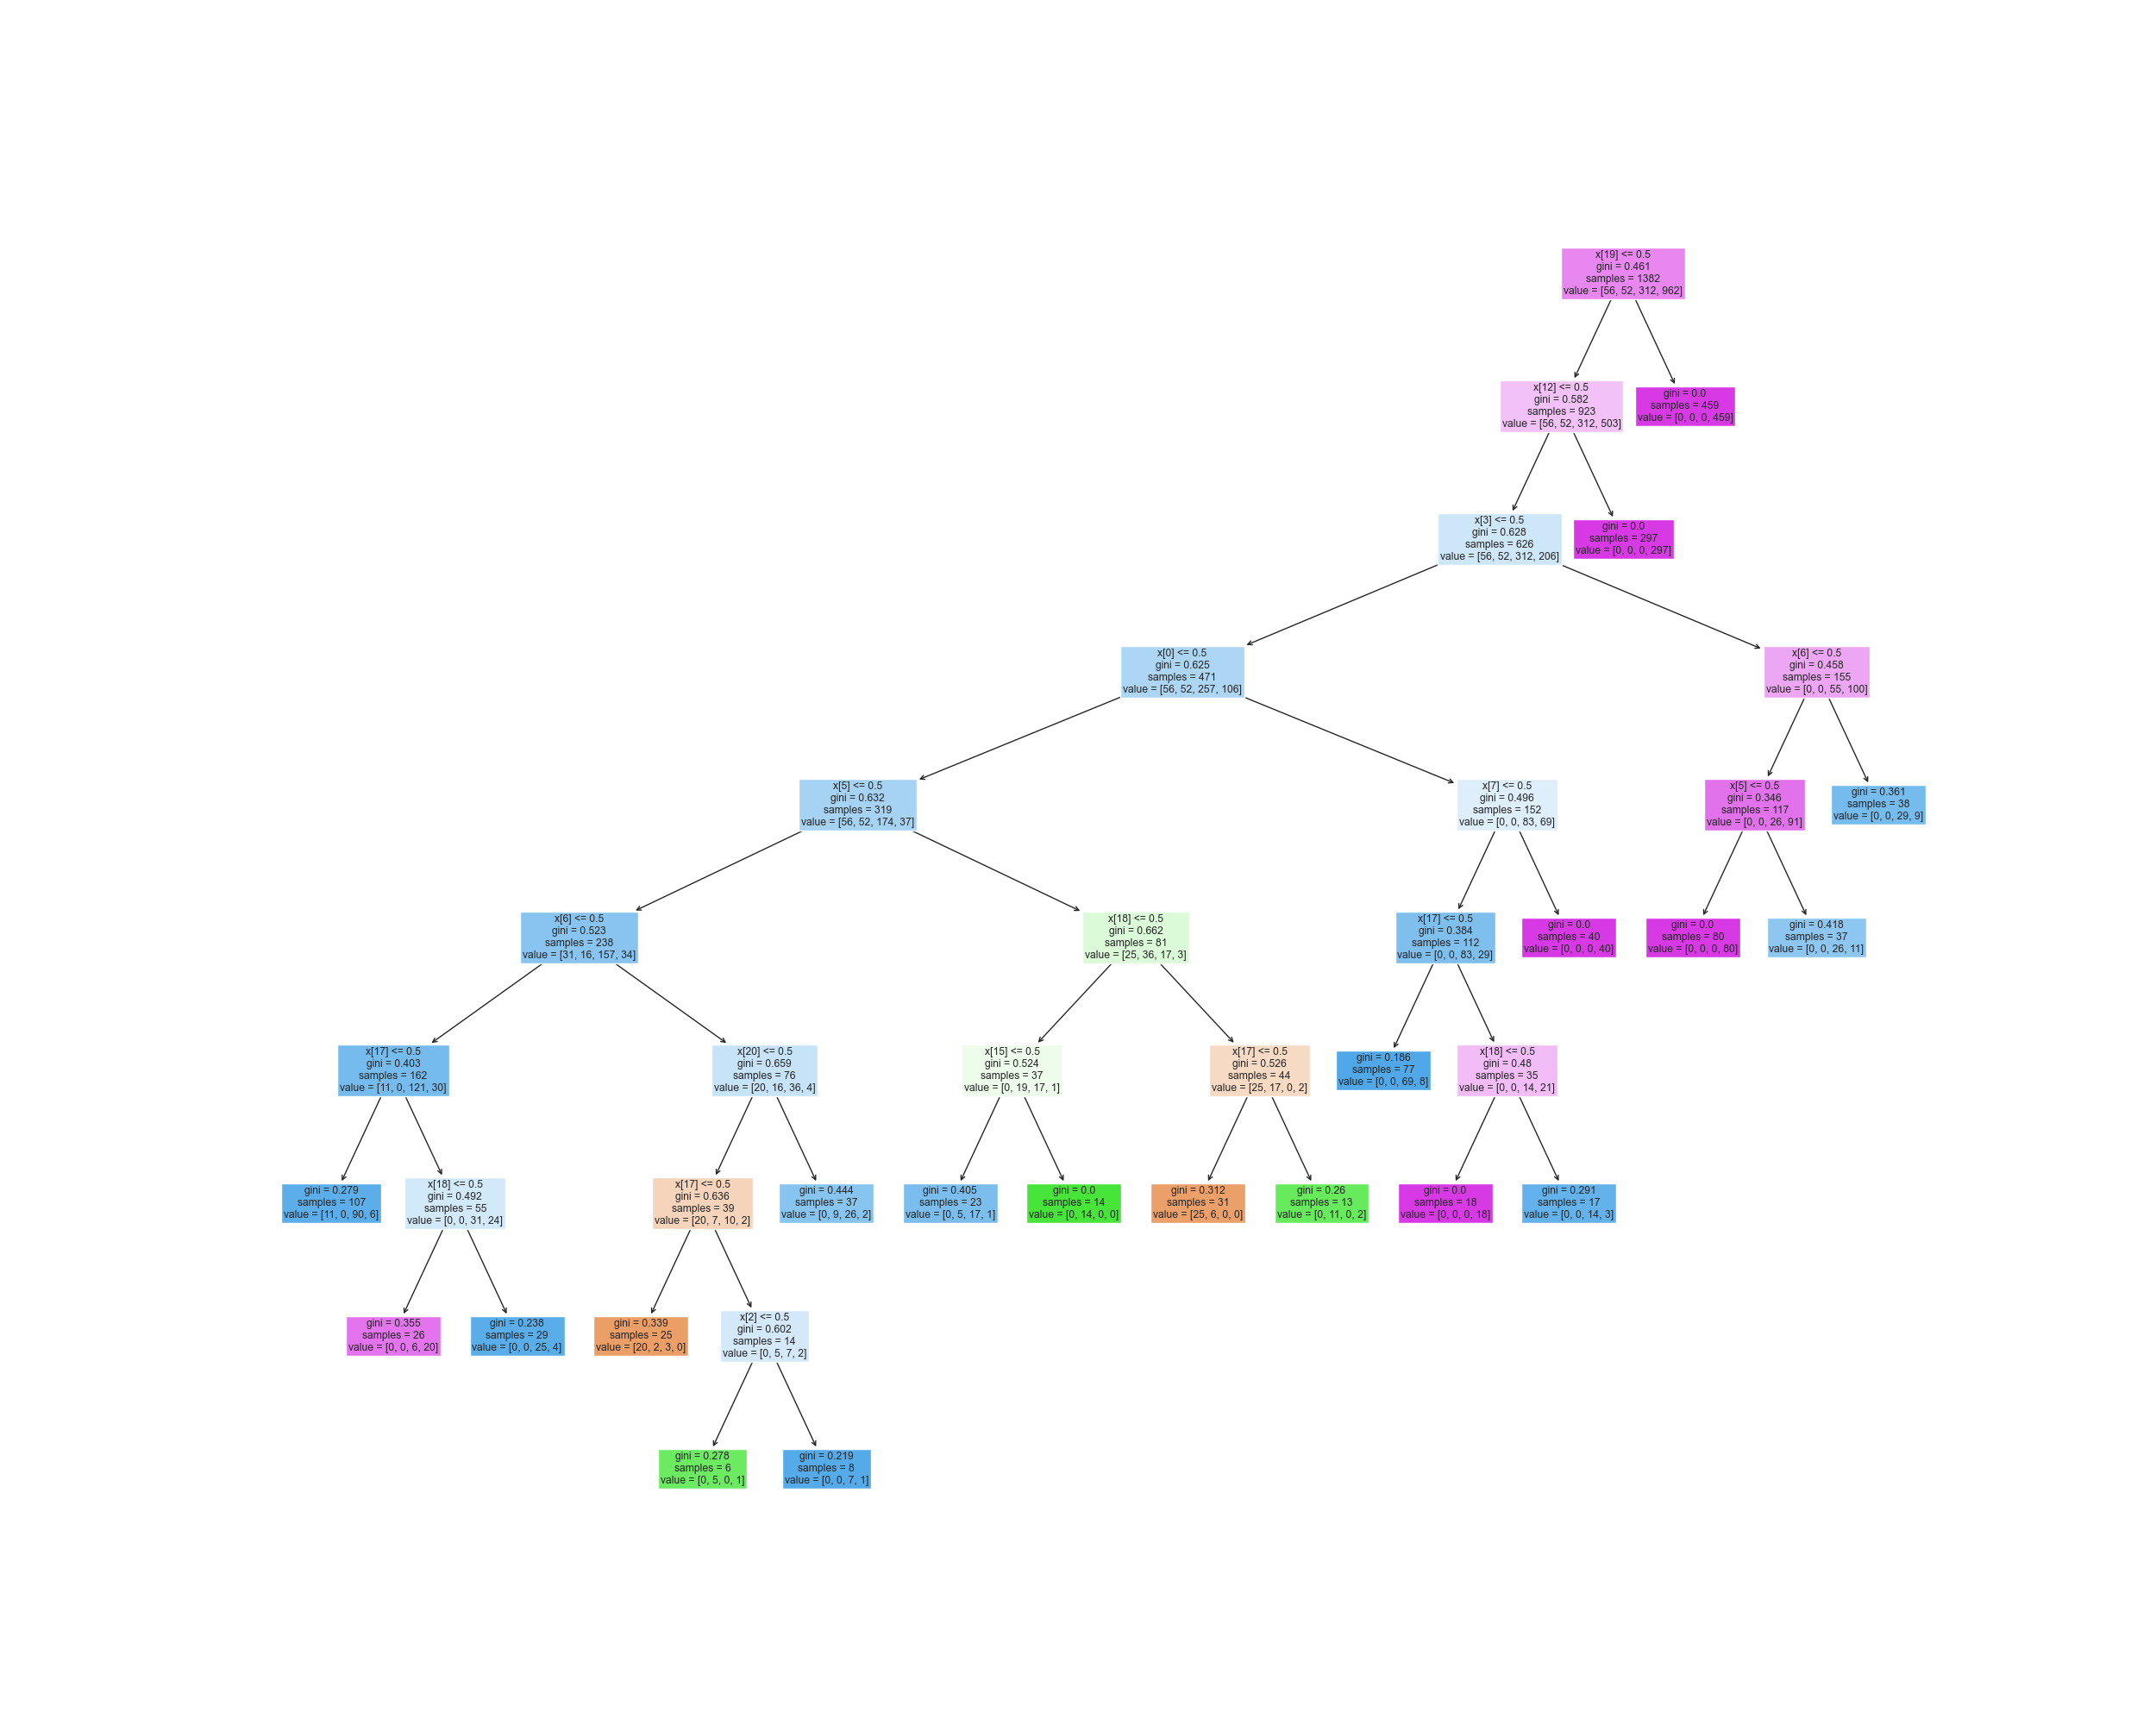 x[19] <= 0.5
gini = 0.461
samples = 1382
value = [56, 52, 312, 962]
x[12] <= 0.5
gini = 0.582
samples = 923
value = [56, 52, 312, 503]
gini = 0.0
samples = 459
value = [0, 0, 0, 459]
x[3] <= 0.5
gini = 0.628
samples = 626
value = [56, 52, 312, 206]
gini = 0.0
samples = 297
value = [0, 0, 0, 297]
x[0] <= 0.5
gini = 0.625
samples = 471
value = [56, 52, 257, 106]
x[6] <= 0.5
gini = 0.458
samples = 155
value = [0, 0, 55, 100]
x[5] <= 0.5
gini = 0.632
samples = 319
value = [56, 52, 174, 37]
x[7] <= 0.5
gini = 0.496
samples = 152
value = [0, 0, 83, 69]
x[5] <= 0.5
gini = 0.346
samples = 117
value = [0, 0, 26, 91]
gini = 0.361
samples = 38
value = [0, 0, 29, 9]
x[6] <= 0.5
gini = 0.523
samples = 238
value = [31, 16, 157, 34]
x[18] <= 0.5
gini = 0.662
samples = 81
value = [25, 36, 17, 3]
x[17] <= 0.5
gini = 0.384
samples = 112
value = [0, 0, 83, 29]
gini = 0.0
samples = 40
value = [0, 0, 0, 40]
gini = 0.0
samples = 80
value = [0, 0, 0, 80]
gini = 0.418
samples = 37
value = [0, 0, 26, 11]
x[17] <= 0.5
gini = 0.403
samples = 162
value = [11, 0, 121, 30]
x[20] <= 0.5
gini = 0.659
samples = 76
value = [20, 16, 36, 4]
x[15] <= 0.5
gini = 0.524
samples = 37
value = [0, 19, 17, 1]
x[17] <= 0.5
gini = 0.526
samples = 44
value = [25, 17, 0, 2]
gini = 0.186
samples = 77
value = [0, 0, 69, 8]
x[18] <= 0.5
gini = 0.48
samples = 35
value = [0, 0, 14, 21]
gini = 0.279
samples = 107
value = [11, 0, 90, 6]
x[18] <= 0.5
gini = 0.492
samples = 55
value = [0, 0, 31, 24]
x[17] <= 0.5
gini = 0.636
samples = 39
value = [20, 7, 10, 2]
gini = 0.444
samples = 37
value = [0, 9, 26, 2]
gini = 0.405
samples = 23
value = [0, 5, 17, 1]
gini = 0.0
samples = 14
value = [0, 14, 0, 0]
gini = 0.312
samples = 31
value = [25, 6, 0, 0]
gini = 0.26
samples = 13
value = [0, 11, 0, 2]
gini = 0.0
samples = 18
value = [0, 0, 0, 18]
gini = 0.291
samples = 17
value = [0, 0, 14, 3]
gini = 0.355
samples = 26
value = [0, 0, 6, 20]
gini = 0.238
samples = 29
value = [0, 0, 25, 4]
gini = 0.339
samples = 25
value = [20, 2, 3, 0]
x[2] <= 0.5
gini = 0.602
samples = 14
value = [0, 5, 7, 2]
gini = 0.278
samples = 6
value = [0, 5, 0, 1]
gini = 0.219
samples = 8
value = [0, 0, 7, 1]